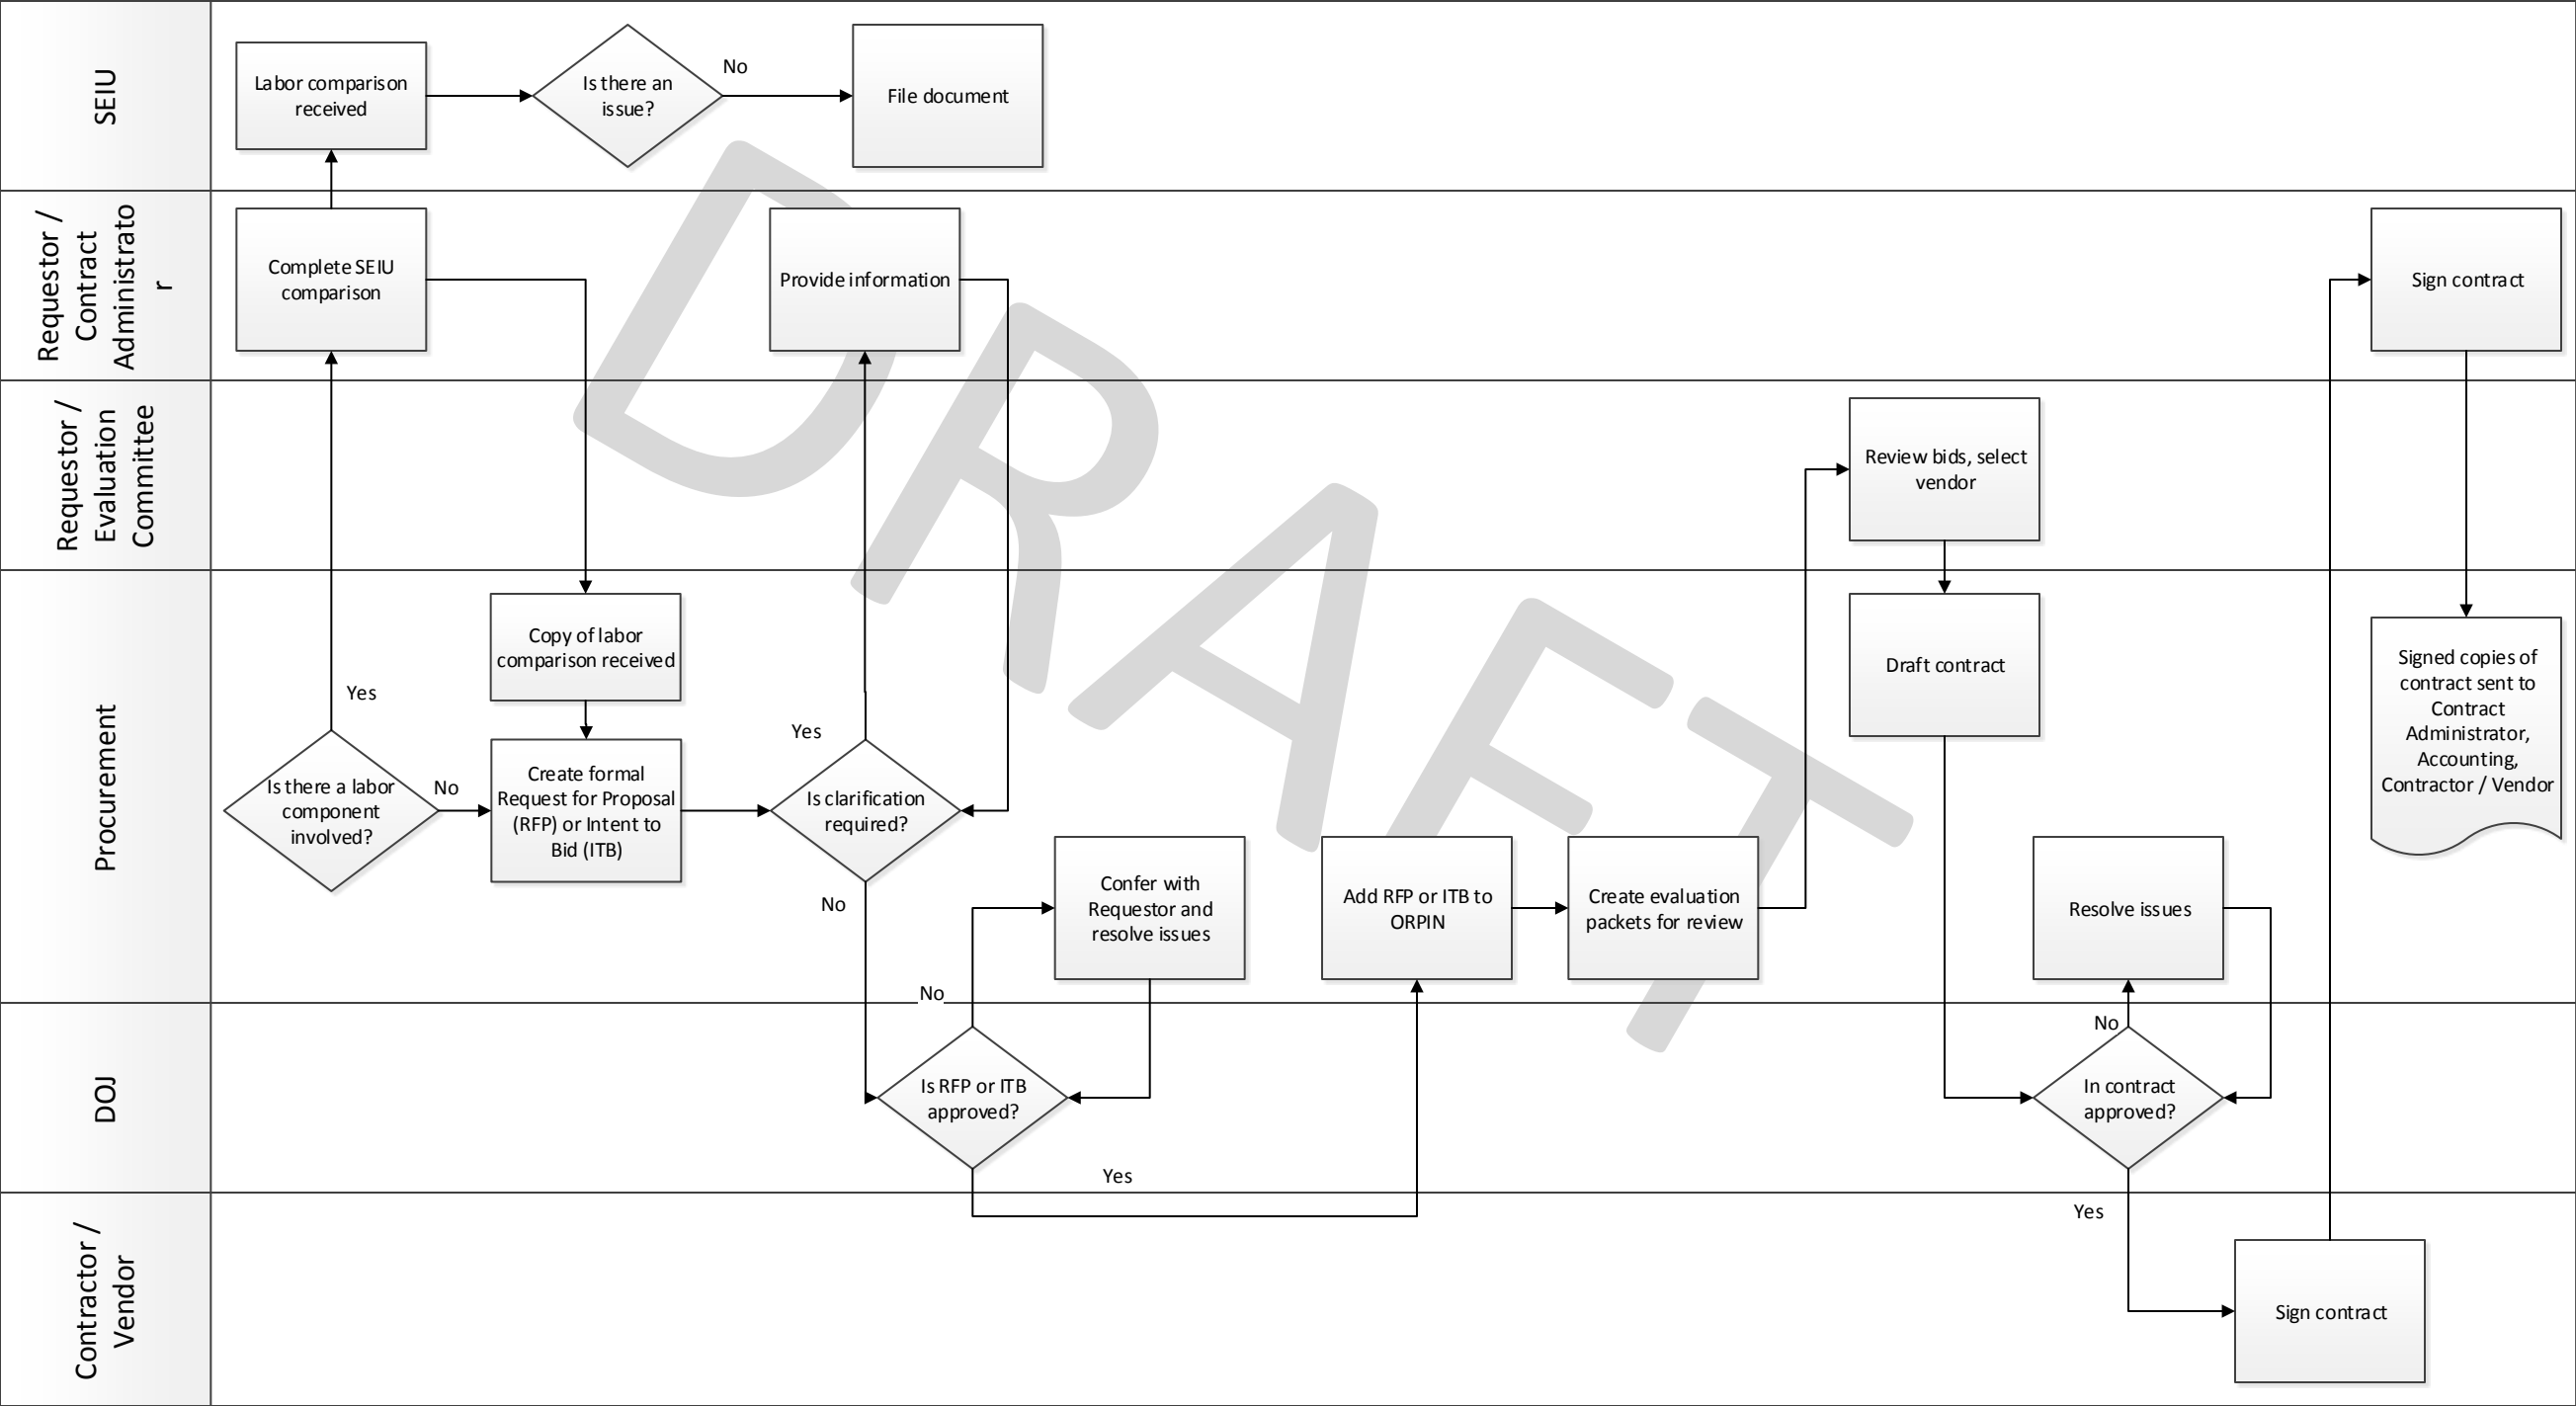 SEIU
Labor comparison
received
Is there an
issue?
No
File document
Requestor /
Contract
Administrato
r
Complete SEIU
comparison
Provide information
Sign contract
Requestor /
Evaluation
Committee
Review bids, select
vendor
Procurement
Yes
Is there a labor
component
involved?
No
Copy of labor
comparison received
Create formal
Request for Proposal
(RFP) or Intent to
Bid (ITB)
Yes
Is clarification
required?
No
Confer with
Requestor and
resolve issues
No
Add RFP or ITB to
ORPIN
Create evaluation
packets for review
Draft contract
Resolve issues
Signed copies of
contract sent to
Contract
Administrator,
Accounting,
Contractor / Vendor
DOJ
Is RFP or ITB
approved?
Yes
No
In contract
approved?
Contractor /
Vendor
Yes
Sign contract
DRAFT